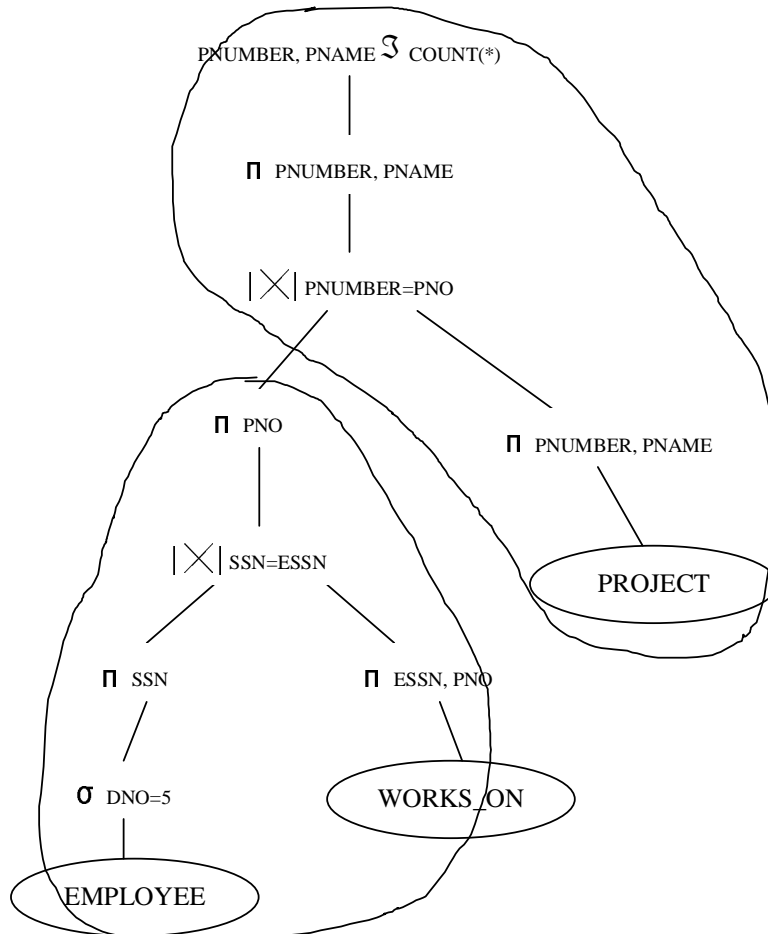 PNUMBER, PNAME ℑ COUNT(*)
Π PNUMBER, PNAME
|×| PNUMBER=PNO
Π PNO
Π PNUMBER, PNAME
|×| SSN=ESSN
PROJECT
Π SSN
Π ESSN, PNO
σ DNO=5
WORKS_ON
EMPLOYEE